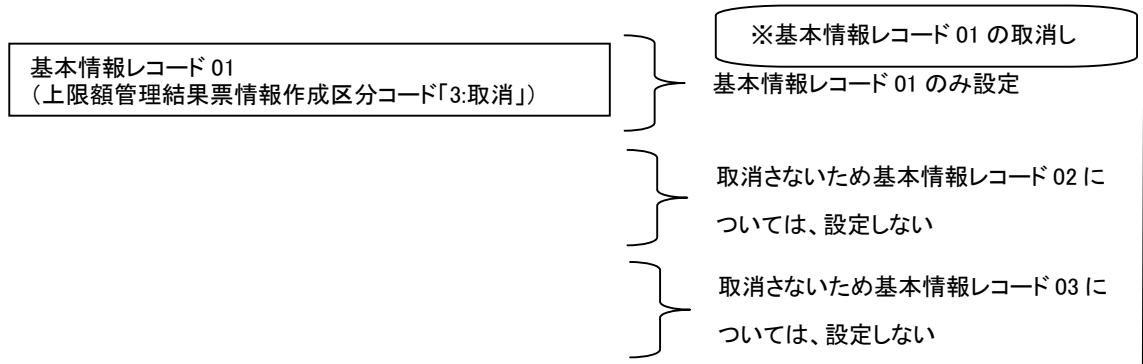 ※基本情報レコード 01 の取消し
基本情報レコード 01
（上限額管理結果票情報作成区分コード「3:取消」）
基本情報レコード 01 のみ設定
取消さないため基本情報レコード 02 に
ついては、設定しない
取消さないため基本情報レコード 03 に
ついては、設定しない